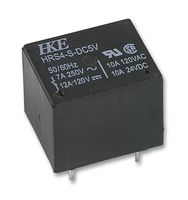 HKE
HRS4-S-DC5V
50/60Hz
7A 250V~
12A-120V~
10A 120VAC
10A 24VDC